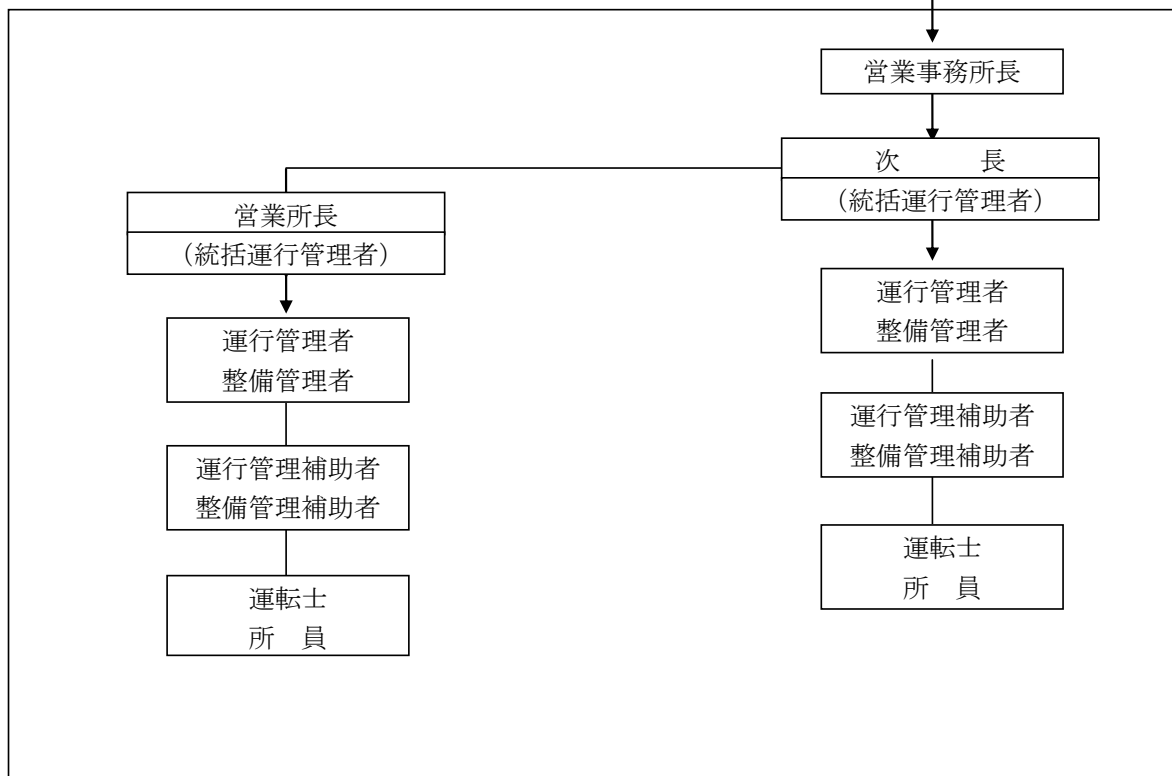 営業事務所長
次　　　長
（統括運行管理者）
運行管理者
整備管理者
運行管理補助者
整備管理補助者
運転士
所　員
営業所長
（統括運行管理者）
運行管理者
整備管理者
運行管理補助者
整備管理補助者
運転士
所　員